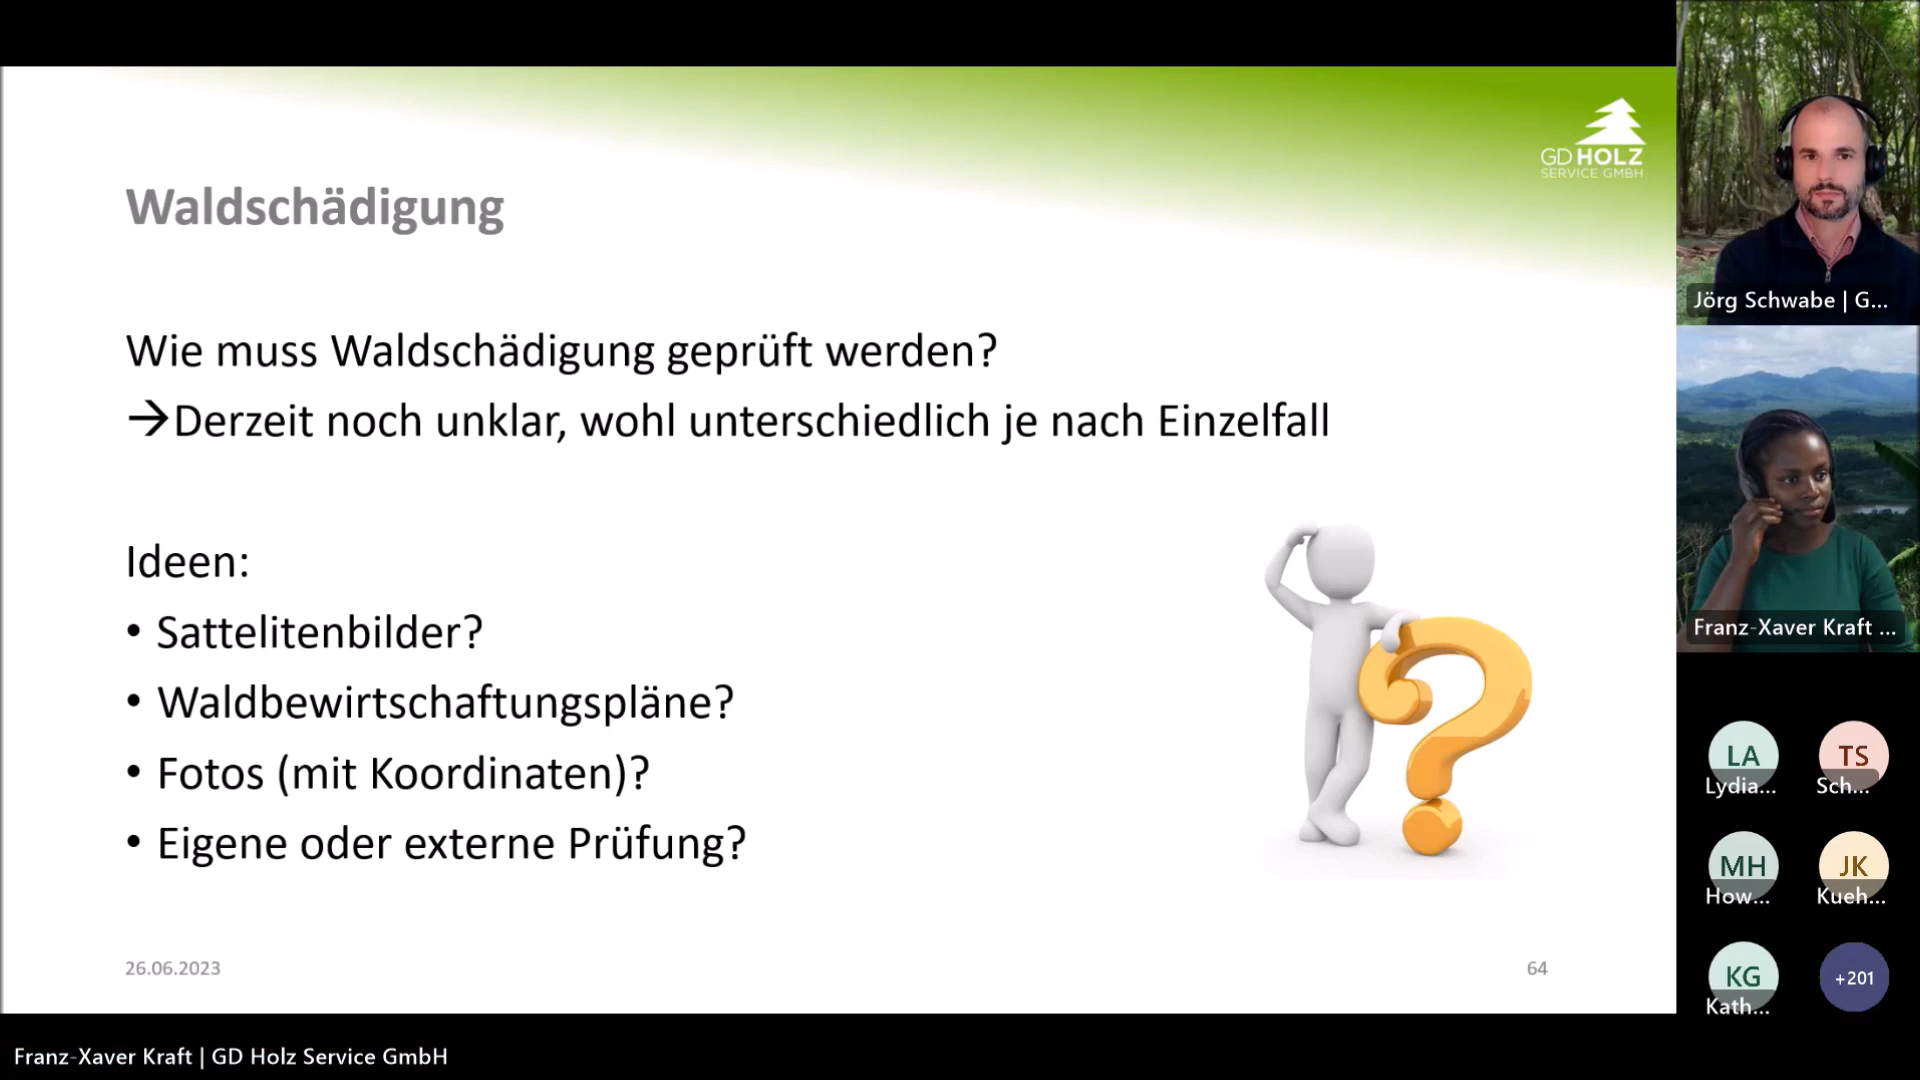 GD HOLZ
SERVICE GMBH
Waldschädigung
Wie muss Waldschädigung geprüft werden?
→Derzeit noch unklar, wohl unterschiedlich je nach Einzelfall
Ideen:
• Sattelitenbilder?
• Waldbewirtschaftungspläne?
• Fotos (mit Koordinaten)?
• Eigene oder externe Prüfung?
26.06.2023
64
Jörg Schwabe | G...
Franz-Xaver Kraft ...
LA
Lydia...
TS
Sch...
MH
How...
JK
Kueh...
KG
Kath...
+201
Franz-Xaver Kraft | GD Holz Service GmbH